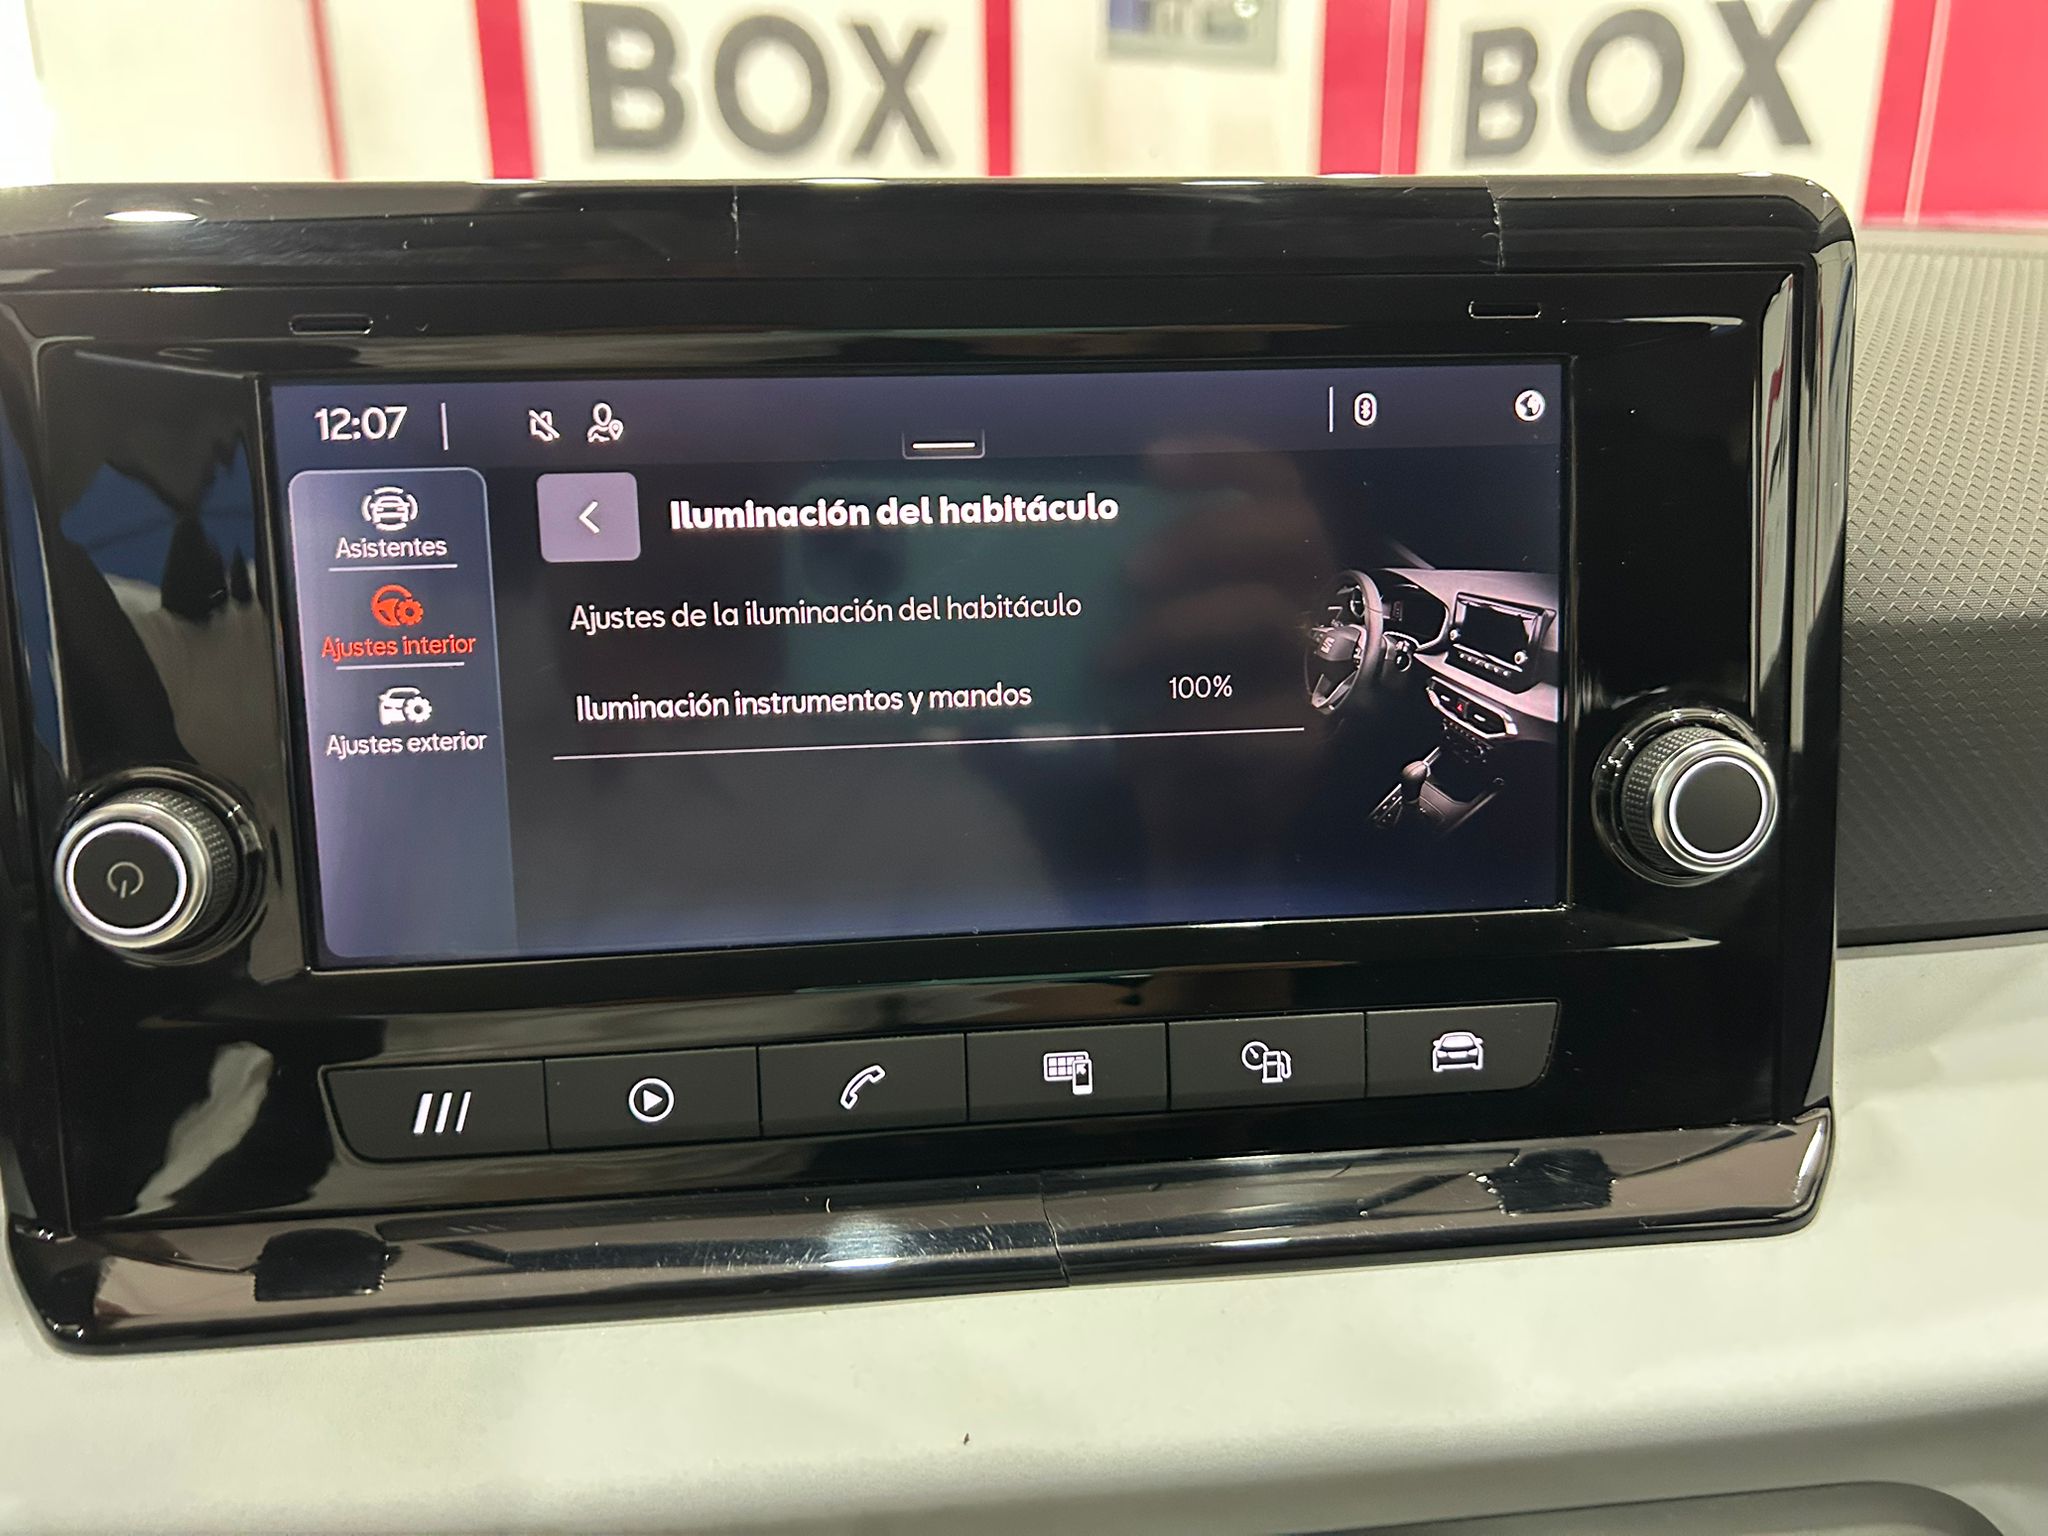 BOX BOX
12:07
Asistentes
Ajustes interior
Ajustes exterior
Iluminación del habitáculo
Ajustes de la iluminación del habitáculo
Iluminación instrumentos y mandos 100%